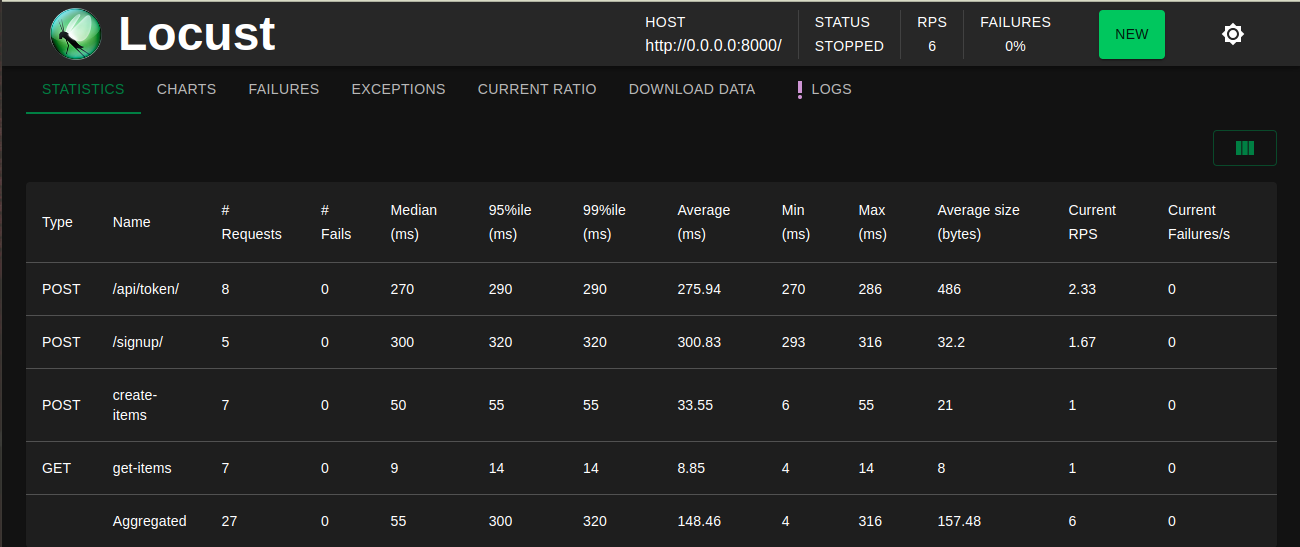 Locust
HOST
http://0.0.0.0:8000/
STATUS
STOPPED
RPS
6
FAILURES
0%
NEW
STATISTICS CHARTS FAILURES EXCEPTIONS CURRENT RATIO DOWNLOAD DATA LOGS
Type Name # Requests # Fails Median (ms) 95%ile (ms) 99%ile (ms) Average (ms) Min (ms) Max (ms) Average size (bytes) Current RPS Current Failures/s
POST /api/token/ 8 0 270 290 290 275.94 270 286 486 2.33 0
POST /signup/ 5 0 300 320 320 300.83 293 316 32.2 1.67 0
POST create-items 7 0 50 55 55 33.55 6 55 21 1 0
GET get-items 7 0 9 14 14 8.85 4 14 8 1 0
Aggregated 27 0 55 300 320 148.46 4 316 157.48 6 0